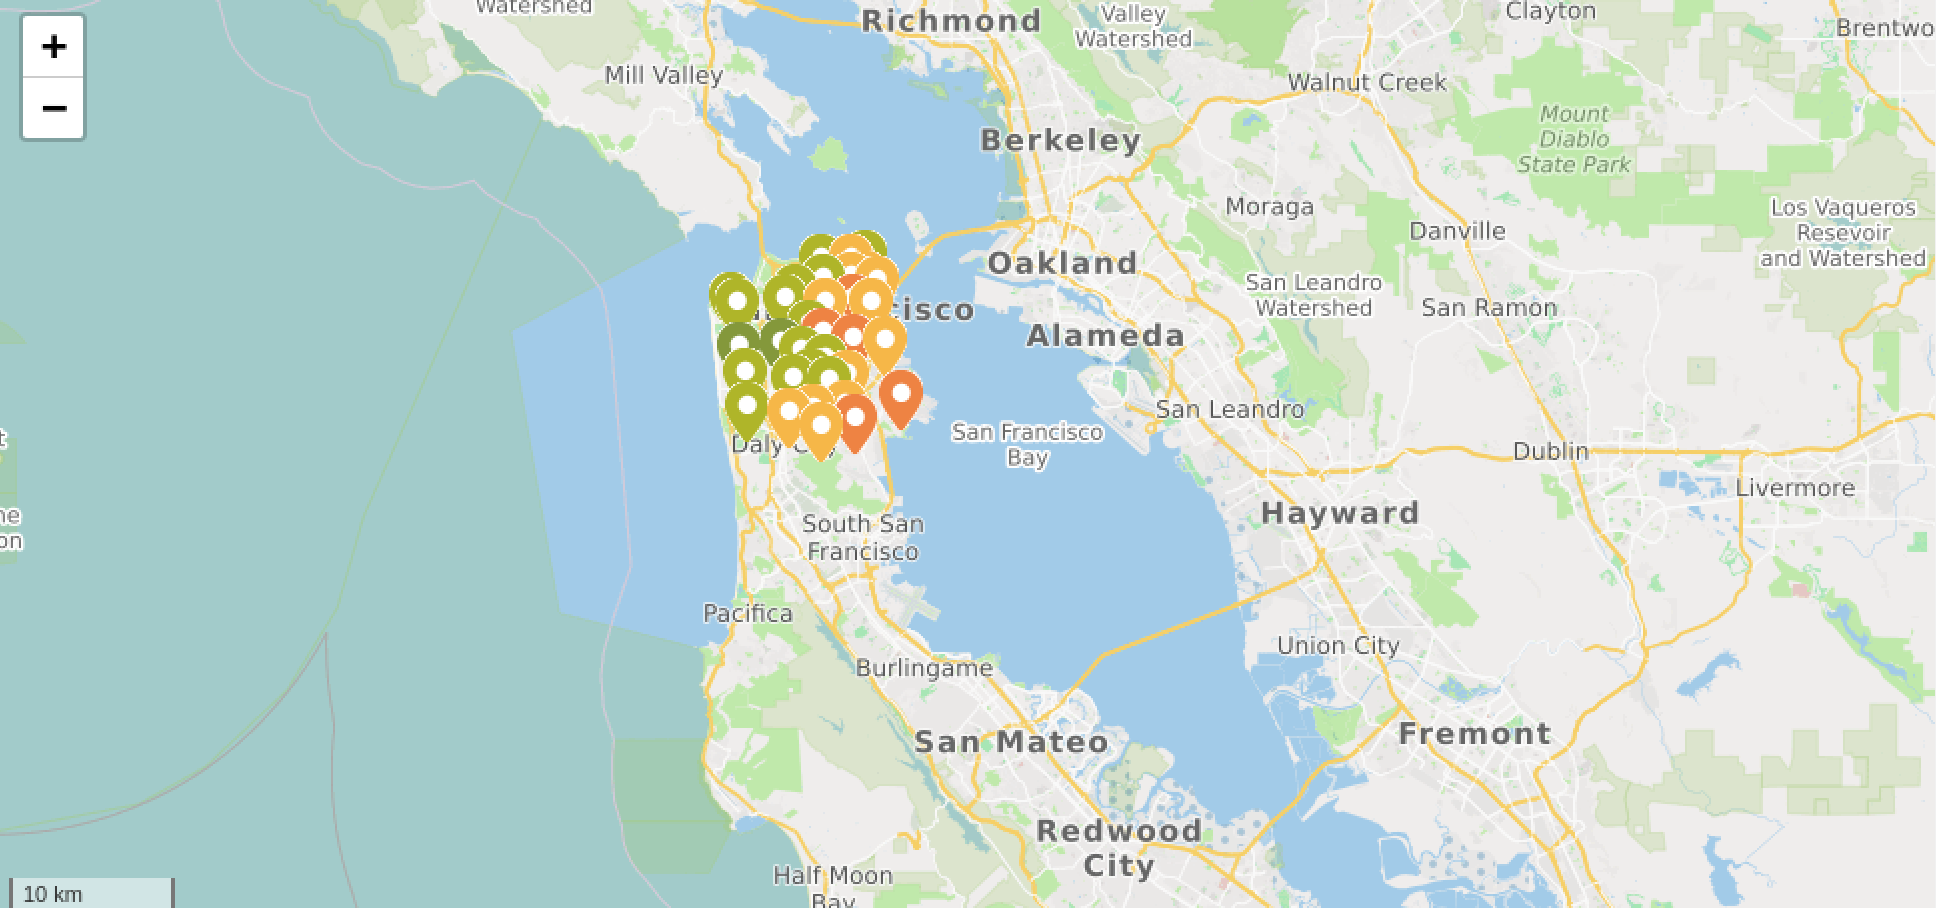 Watershed
Richmond
Valley
Watershed
Clayton
Brentwo
+
−
Mill Valley
Walnut Creek
Berkeley
Mount
Diablo
State Park
Moraga
Danville
Los Vaqueros
Resevoir
and Watershed
Oakland
San Leandro
Watershed
San Ramon
cisco
Alameda
San Leandro
San Francisco
Bay
Daly
Dublin
Livermore
Hayward
South San
Francisco
Pacifica
Union City
Burlingame
San Mateo
Fremont
Redwood
City
Half Moon
Bay
10 km